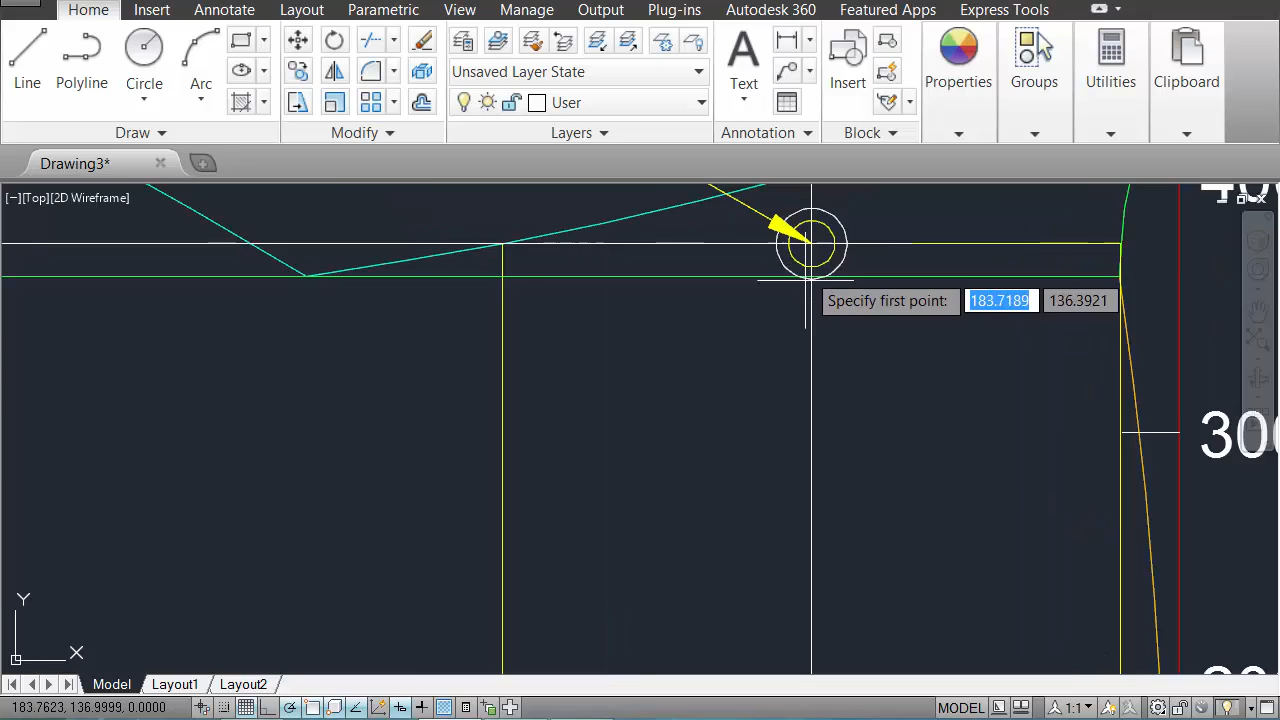 Home Insert Annotate Layout Parametric View Manage Output Plug-ins Autodesk 360 Featured Apps Express Tools
Line Polyline Circle Arc
Unsaved Layer State
User
Text
Insert
Properties Groups Utilities Clipboard
Draw Modify Layers Annotation Block
Drawing3*
[−][Top][2D Wireframe]
Specify first point: 183.7189 136.3921
Y
X
Model Layout1 Layout2
183.7623, 136.9999, 0.0000 MODEL 1:1